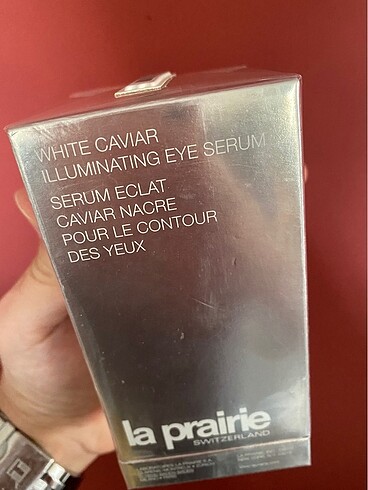 WHITE CAVIAR
ILLUMINATING EYE SERUM
SERUM ECLAT
CAVIAR NACRE
POUR LE CONTOUR
DES YEUX
la prairie
SWITZERLAND